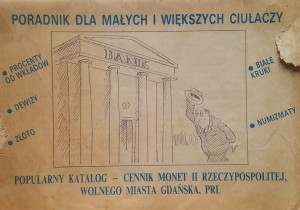 PORADNIK DLA MAŁYCH I WIĘKSZYCH CIUŁACZY
BANK
• PROCENTY
OD WKŁADÓW
• DEWIZY
• ZŁOTO
• BIAŁE
KRUKI
• NUMIZMATY
POPULARNY KATALOG – CENNIK MONET II RZECZYPOSPOLITEJ,
WOLNEGO MIASTA GDAŃSKA, PRL